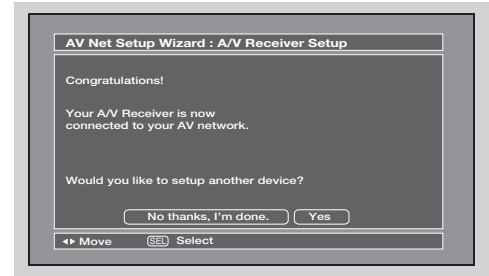 AV Net Setup Wizard : A/V Receiver Setup
Congratulations!
Your A/V Receiver is now
connected to your AV network.
Would you like to setup another device?
No thanks, I'm done. Yes
◂▸ Move SEL Select